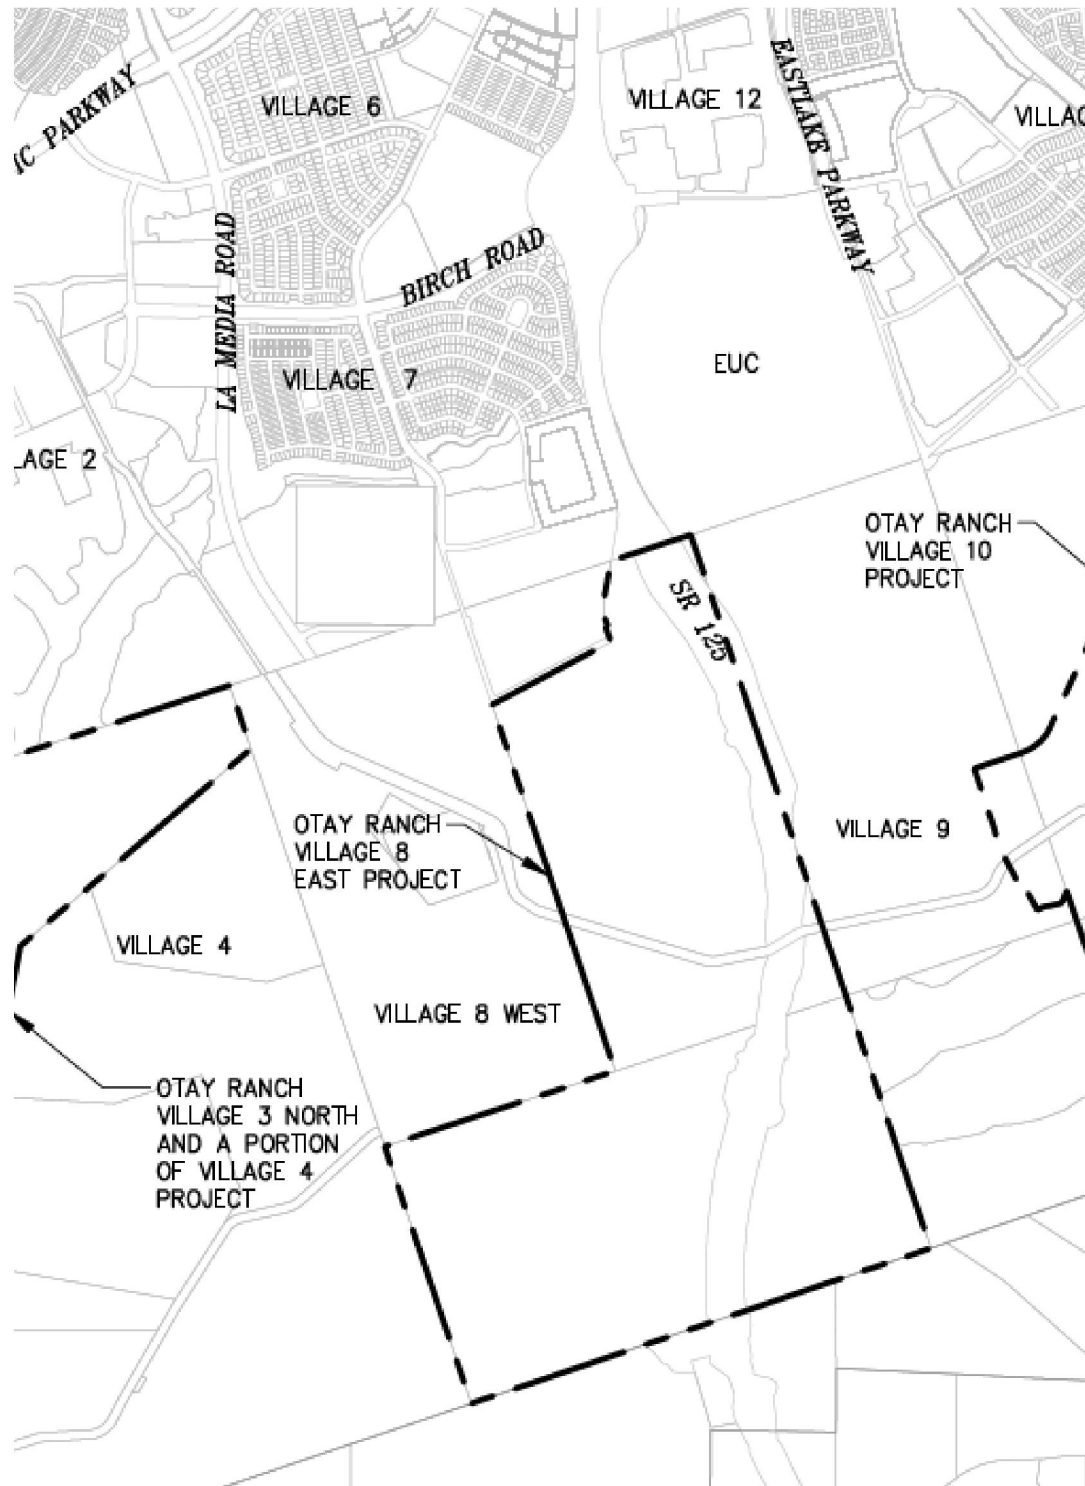 IC PARKWAY
VILLAGE 6
VILLAGE 12
EASTLAKE PARKWAY
VILLAG
LA MEDIA ROAD
BIRCH ROAD
VILLAGE 7
EUC
LAGE 2
OTAY RANCH
VILLAGE 10
PROJECT
SR 125
OTAY RANCH
VILLAGE 8
EAST PROJECT
VILLAGE 9
VILLAGE 4
VILLAGE 8 WEST
OTAY RANCH
VILLAGE 3 NORTH
AND A PORTION
OF VILLAGE 4
PROJECT